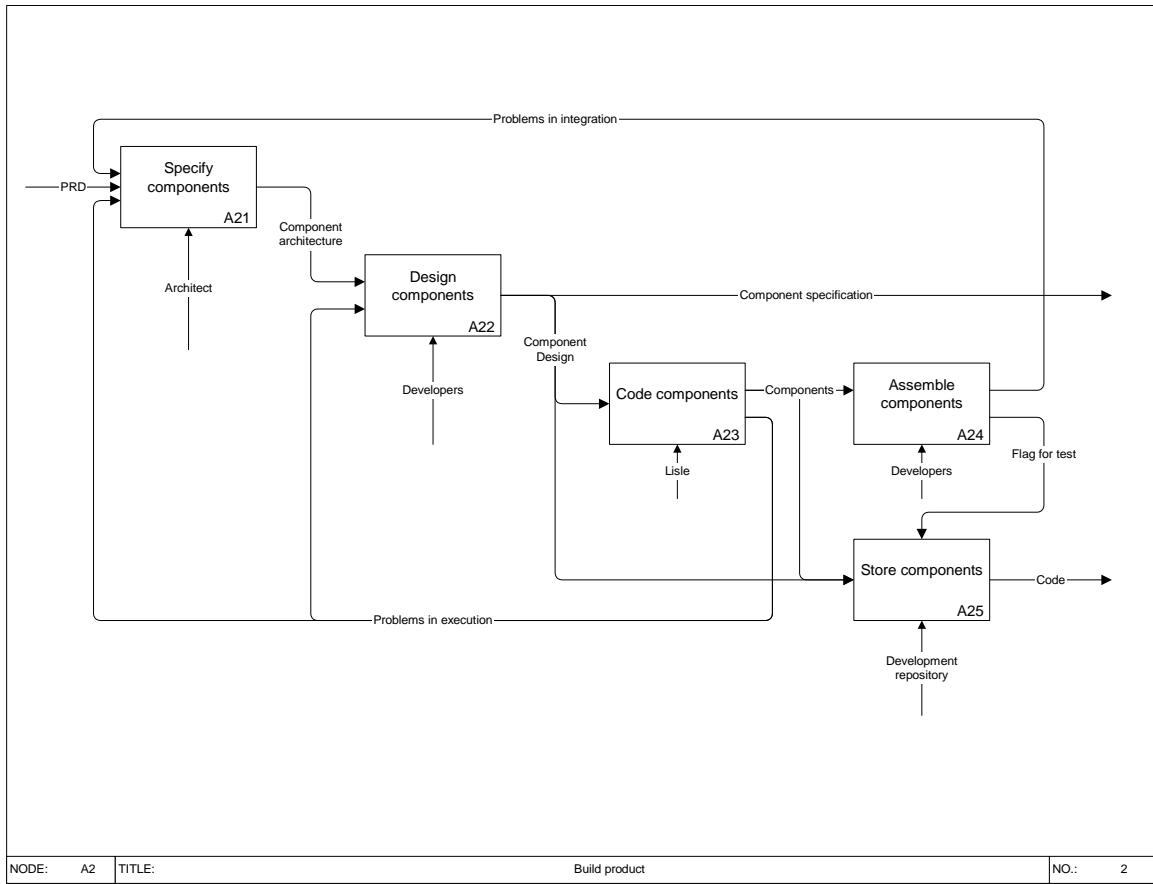 Problems in integration
Specify
components
A21
PRD
Component
architecture
Architect
Design
components
A22
Component specification
Component
Design
Developers
Code components
A23
Components
Assemble
components
A24
Lisle
Developers
Flag for test
Store components
A25
Code
Problems in execution
Development
repository
NODE: A2 TITLE: Build product NO.: 2